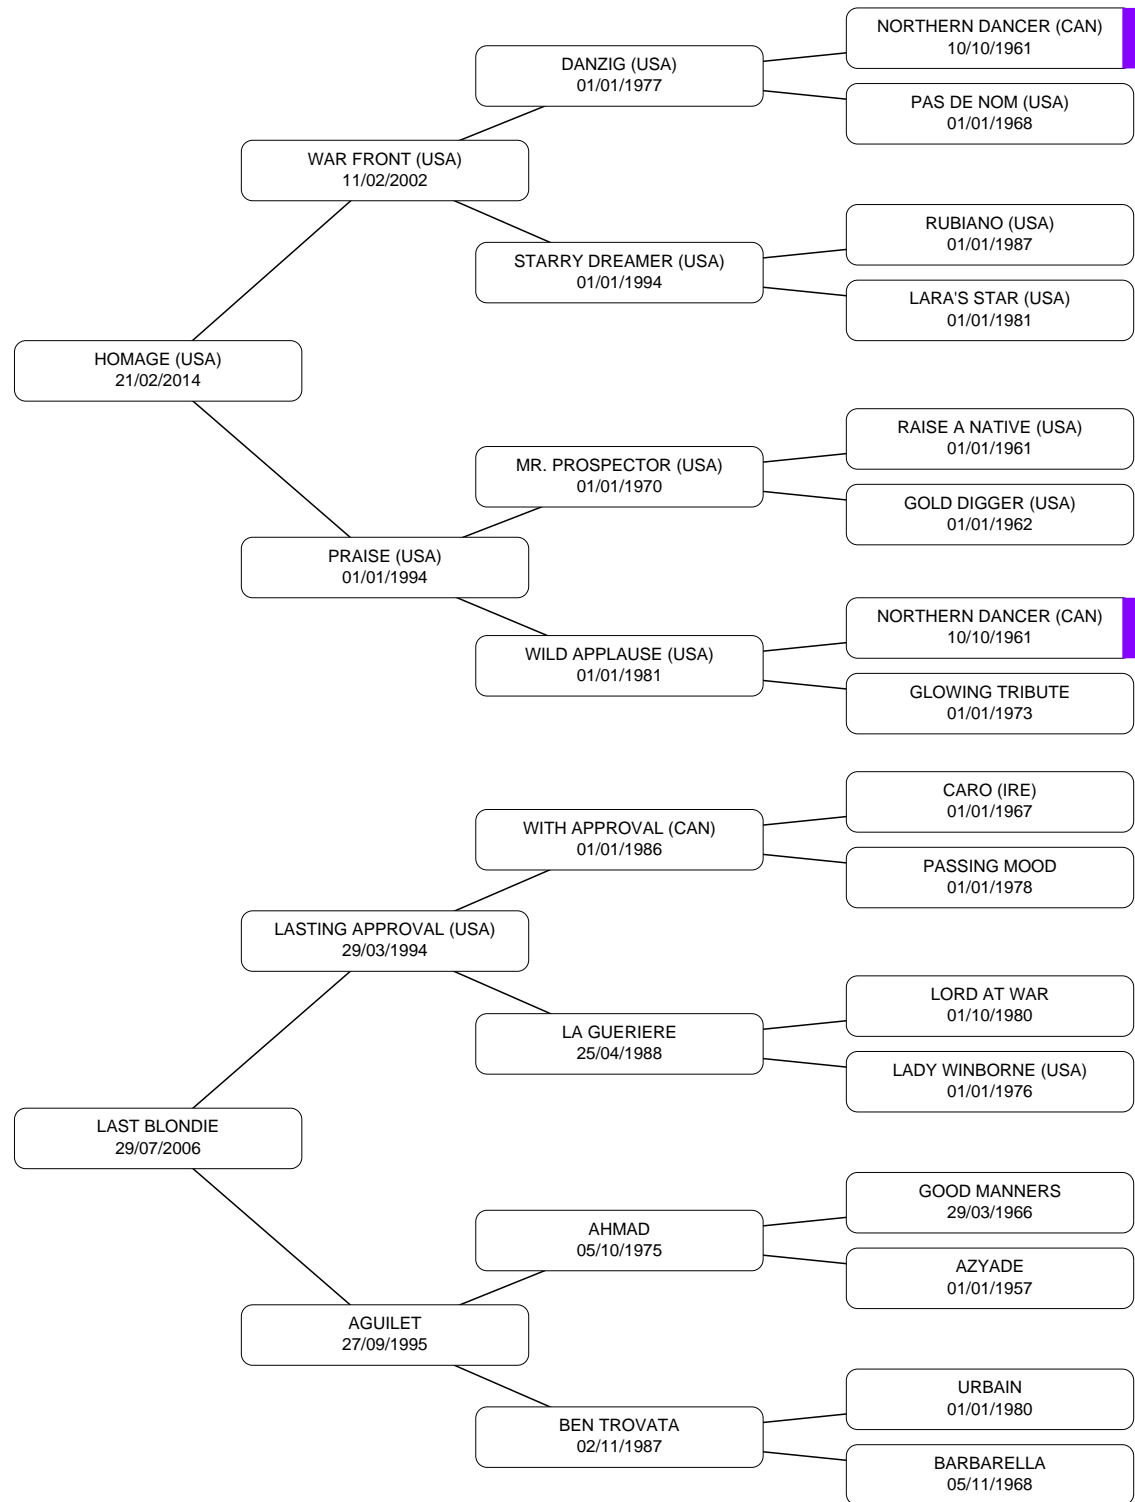 NORTHERN DANCER (CAN)
10/10/1961
DANZIG (USA)
01/01/1977
PAS DE NOM (USA)
01/01/1968
WAR FRONT (USA)
11/02/2002
RUBIANO (USA)
01/01/1987
STARRY DREAMER (USA)
01/01/1994
LARA'S STAR (USA)
01/01/1981
HOMAGE (USA)
21/02/2014
RAISE A NATIVE (USA)
01/01/1961
MR. PROSPECTOR (USA)
01/01/1970
GOLD DIGGER (USA)
01/01/1962
PRAISE (USA)
01/01/1994
NORTHERN DANCER (CAN)
10/10/1961
WILD APPLAUSE (USA)
01/01/1981
GLOWING TRIBUTE
01/01/1973
CARO (IRE)
01/01/1967
WITH APPROVAL (CAN)
01/01/1986
PASSING MOOD
01/01/1978
LASTING APPROVAL (USA)
29/03/1994
LORD AT WAR
01/10/1980
LA GUERIERE
25/04/1988
LADY WINBORNE (USA)
01/01/1976
LAST BLONDIE
29/07/2006
GOOD MANNERS
29/03/1966
AHMAD
05/10/1975
AZYADE
01/01/1957
AGUILET
27/09/1995
URBAIN
01/01/1980
BEN TROVATA
02/11/1987
BARBARELLA
05/11/1968